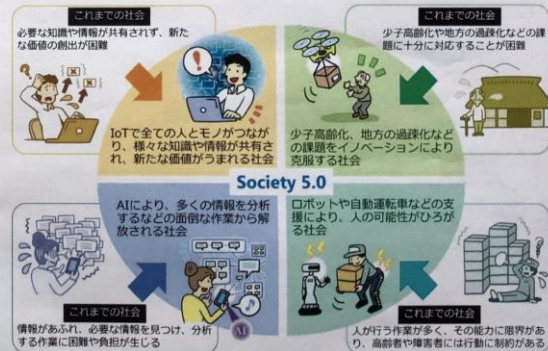 これまでの社会
必要な知識や情報が共有されず、新た
な価値の創出が困難
これまでの社会
少子高齢化や地方の過疎化などの課
題に十分に対応することが困難
IoTで全ての人とモノがつなが
り、様々な知識や情報が共有さ
れ、新たな価値がうまれる社会
少子高齢化、地方の過疎化など
の課題をイノベーションにより
克服する社会
Society 5.0
AIにより、多くの情報を分析
するなどの面倒な作業から解
放される社会
ロボットや自動運転車などの支
援により、人の可能性がひろが
る社会
AI
これまでの社会
情報があふれ、必要な情報を見つけ、分析
する作業に困難や負担が生じる
これまでの社会
人が行う作業が多く、その能力に限界があ
り、高齢者や障害者には行動に制約がある